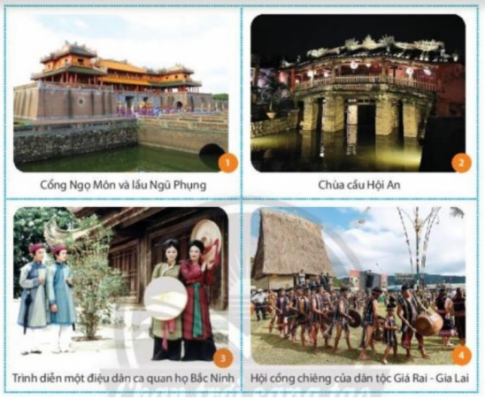 1
Cổng Ngọ Môn và lầu Ngũ Phụng
2
Chùa cầu Hội An
3
Trình diễn một điệu dân ca quan họ Bắc Ninh
4
Hội cồng chiêng của dân tộc Giá Rai - Gia Lai